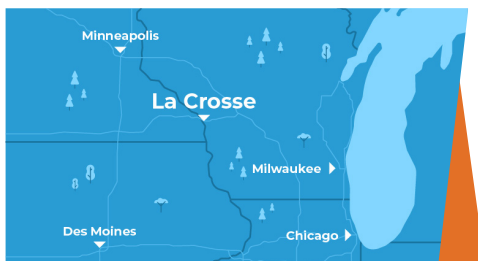 Minneapolis
La Crosse
Milwaukee
Des Moines
Chicago